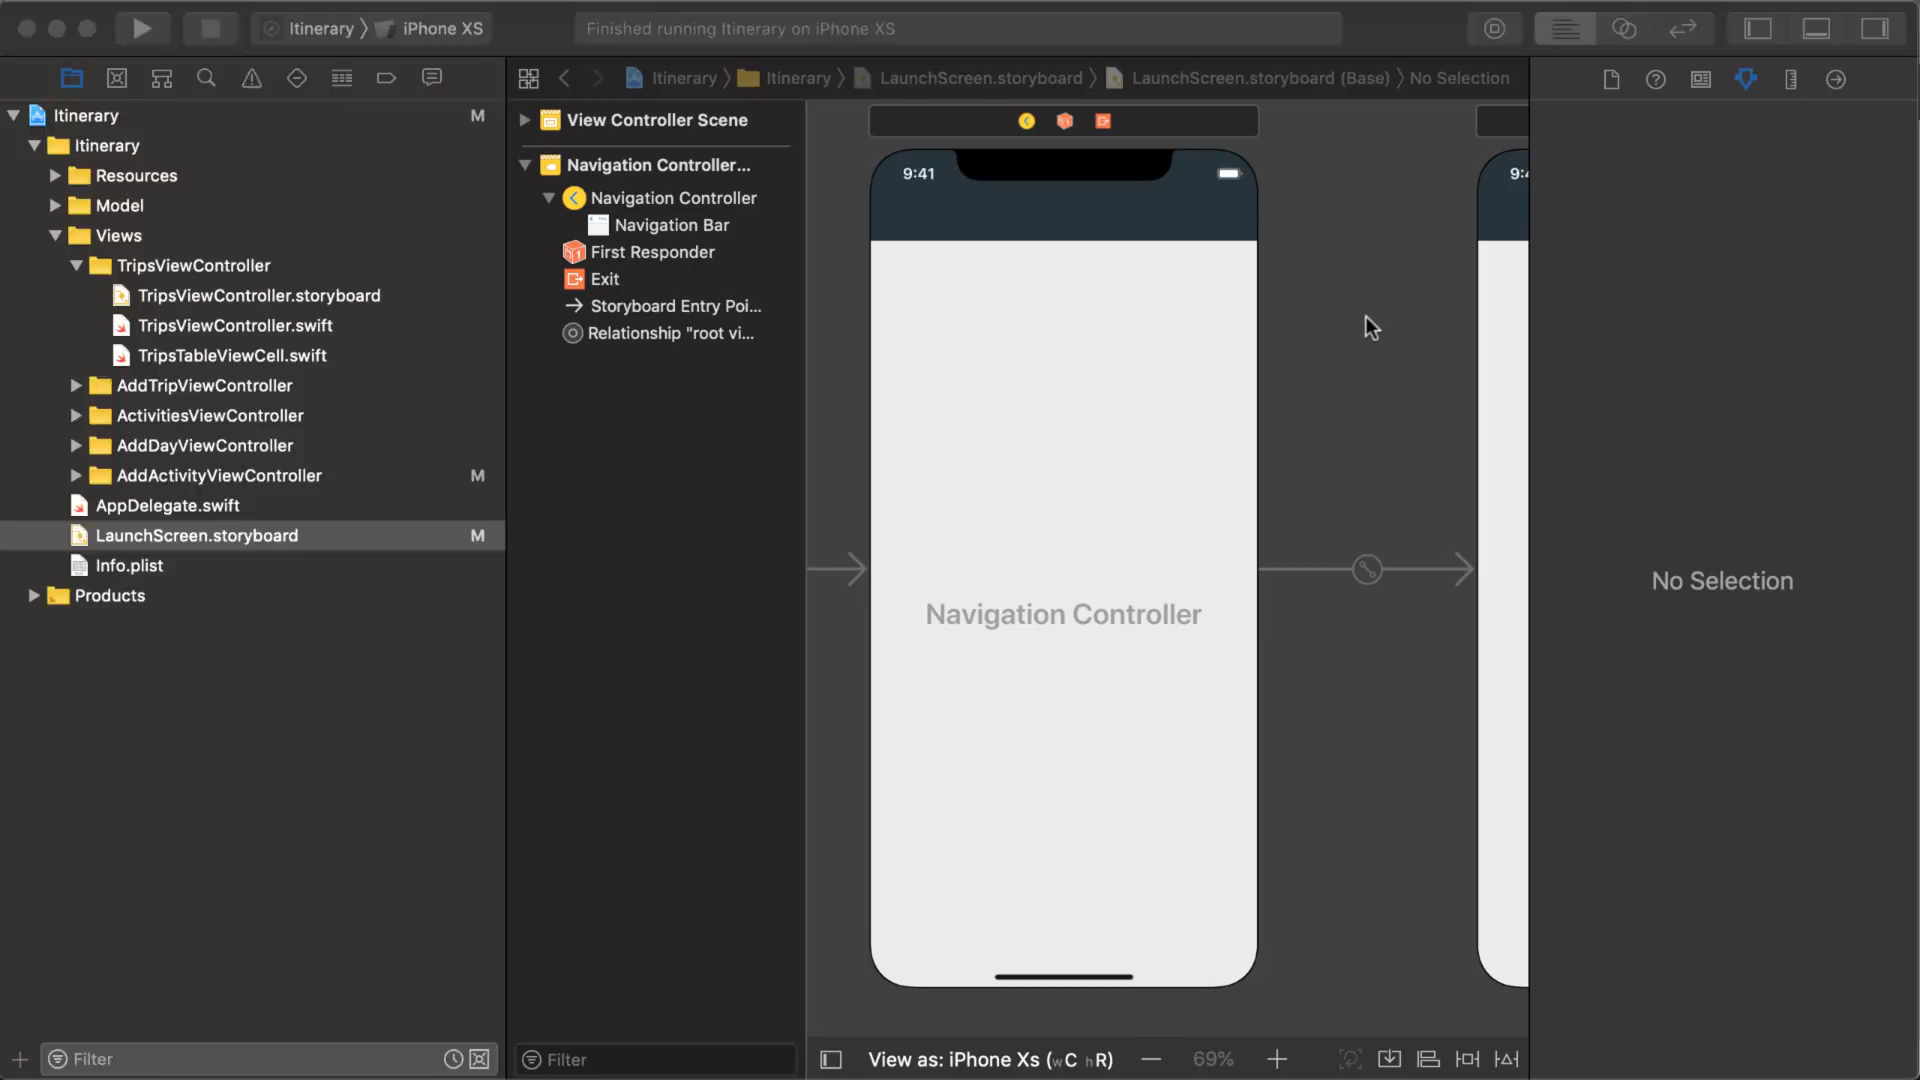 Itinerary 〉 iPhone XS
Finished running Itinerary on iPhone XS
Itinerary 〉 Itinerary 〉 LaunchScreen.storyboard 〉 LaunchScreen.storyboard (Base) 〉 No Selection
Itinerary M
Itinerary
Resources
Model
Views
TripsViewController
TripsViewController.storyboard
TripsViewController.swift
TripsTableViewCell.swift
AddTripViewController
ActivitiesViewController
AddDayViewController
AddActivityViewController M
AppDelegate.swift
LaunchScreen.storyboard M
Info.plist
Products
Filter
View Controller Scene
Navigation Controller...
Navigation Controller
Navigation Bar
First Responder
Exit
Storyboard Entry Poi...
Relationship "root vi...
Filter
9:41
Navigation Controller
View as: iPhone Xs (wC hR)
69%
No Selection